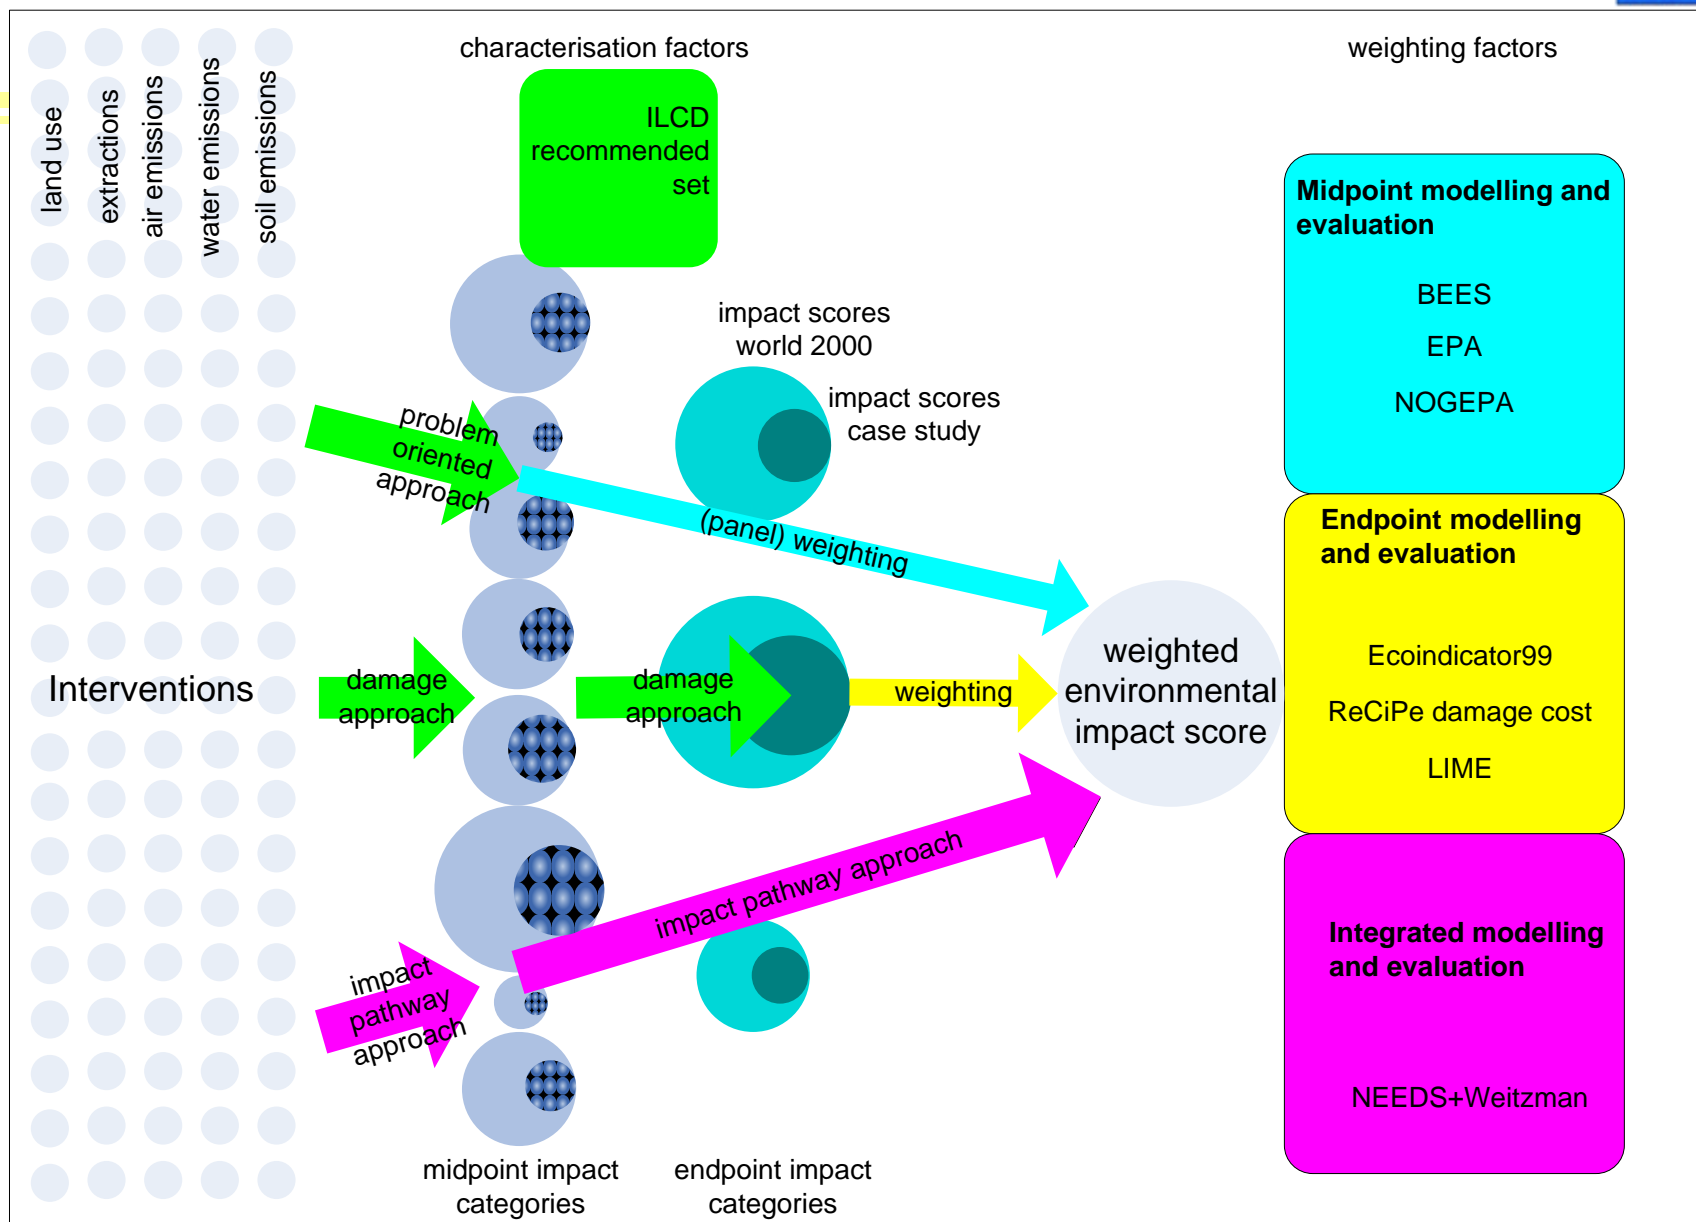 characterisation factors
weighting factors
land use
extractions
air emissions
water emissions
soil emissions
ILCD
recommended
set
impact scores
world 2000
impact scores
case study
problem
oriented
approach
(panel) weighting
Interventions
damage
approach
damage
approach
weighting
weighted
environmental
impact score
impact pathway approach
impact
pathway
approach
midpoint impact
categories
endpoint impact
categories
Midpoint modelling and
evaluation
BEES
EPA
NOGEPA
Endpoint modelling
and evaluation
Ecoindicator99
ReCiPe damage cost
LIME
Integrated modelling
and evaluation
NEEDS+Weitzman